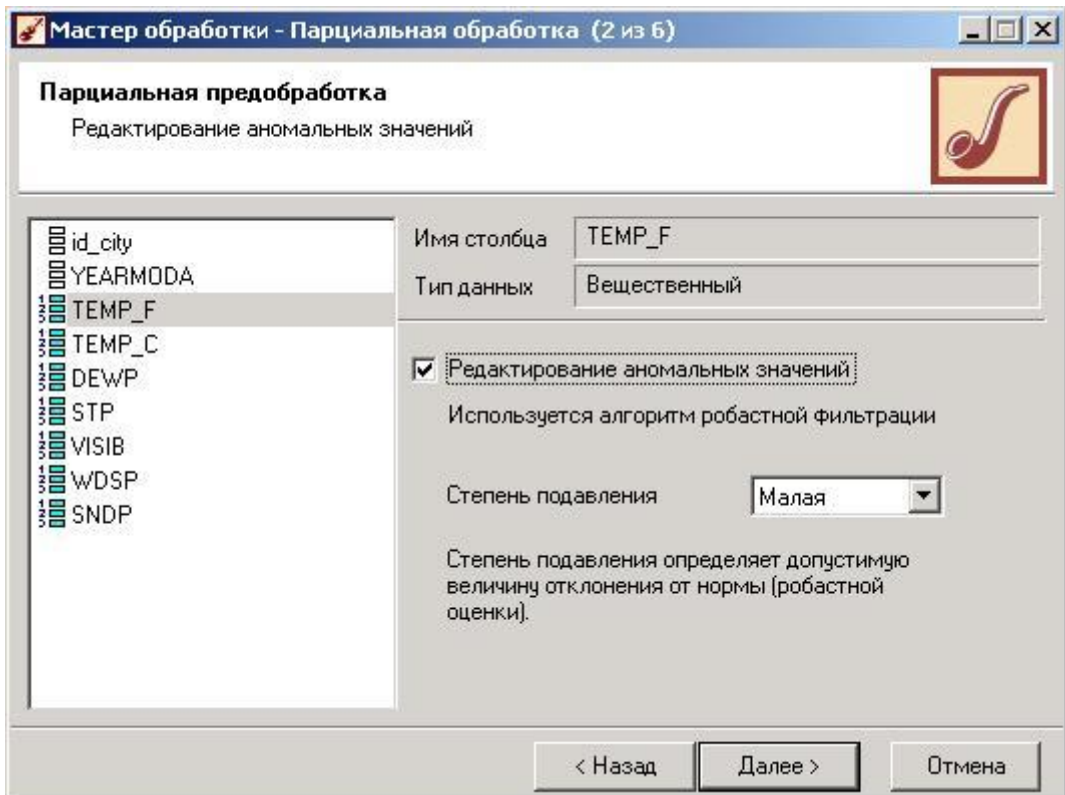 Мастер обработки - Парциальная обработка (2 из 6)
Парциальная предобработка
Редактирование аномальных значений
id_city
YEARMODA
TEMP_F
TEMP_C
DEWP
STP
VISIB
WDSP
SNDP
Имя столбца TEMP_F
Тип данных Вещественный
Редактирование аномальных значений
Используется алгоритм робастной фильтрации
Степень подавления Малая
Степень подавления определяет допустимую
величину отклонения от нормы (робастной
оценки).
< Назад Далее > Отмена